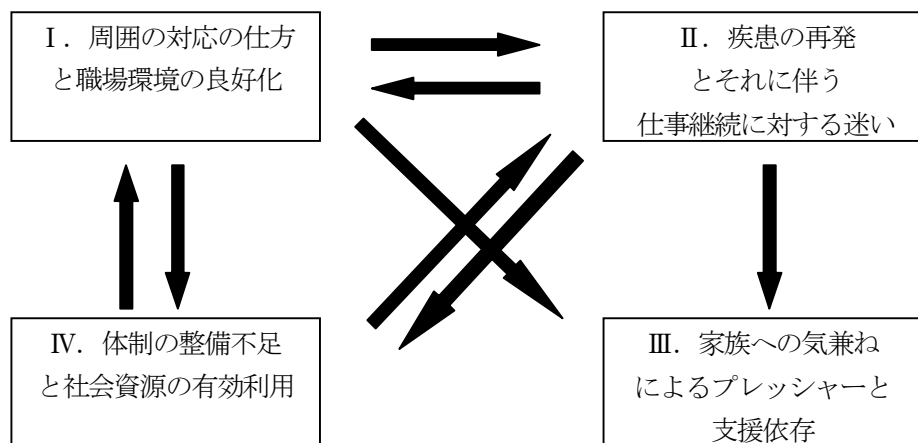 Ⅰ．周囲の対応の仕方
と職場環境の良好化
Ⅱ．疾患の再発
とそれに伴う
仕事継続に対する迷い
Ⅳ．体制の整備不足
と社会資源の有効利用
Ⅲ．家族への気兼ね
によるプレッシャーと
支援依存